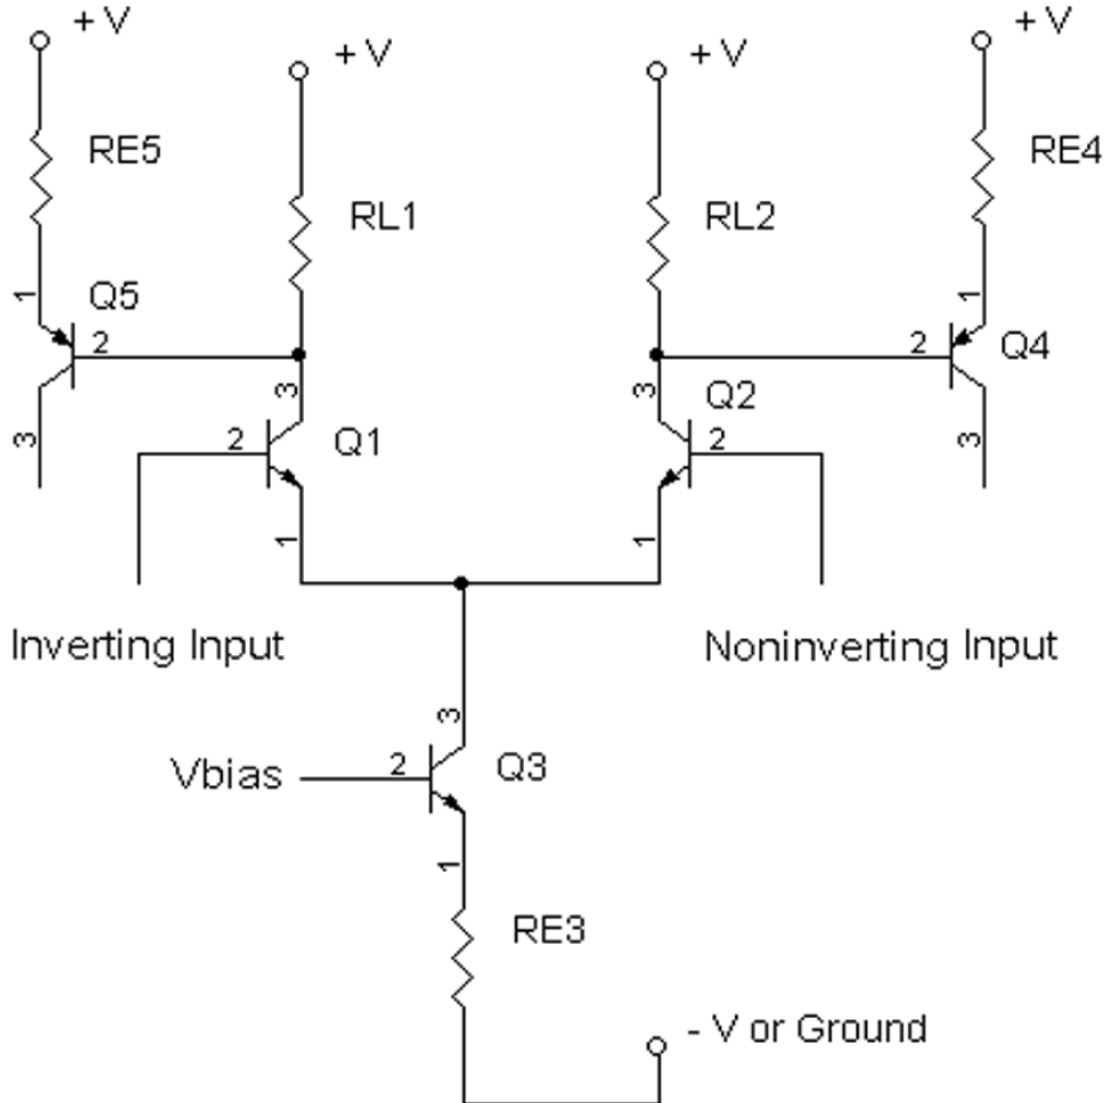 + V
+ V
+ V
+ V
RE5
RL1
RL2
RE4
1
Q5
2
3
3
2
Q1
1
3
Q2
2
1
1
2
Q4
3
Inverting Input
Noninverting Input
3
Vbias
2
Q3
1
RE3
- V or Ground